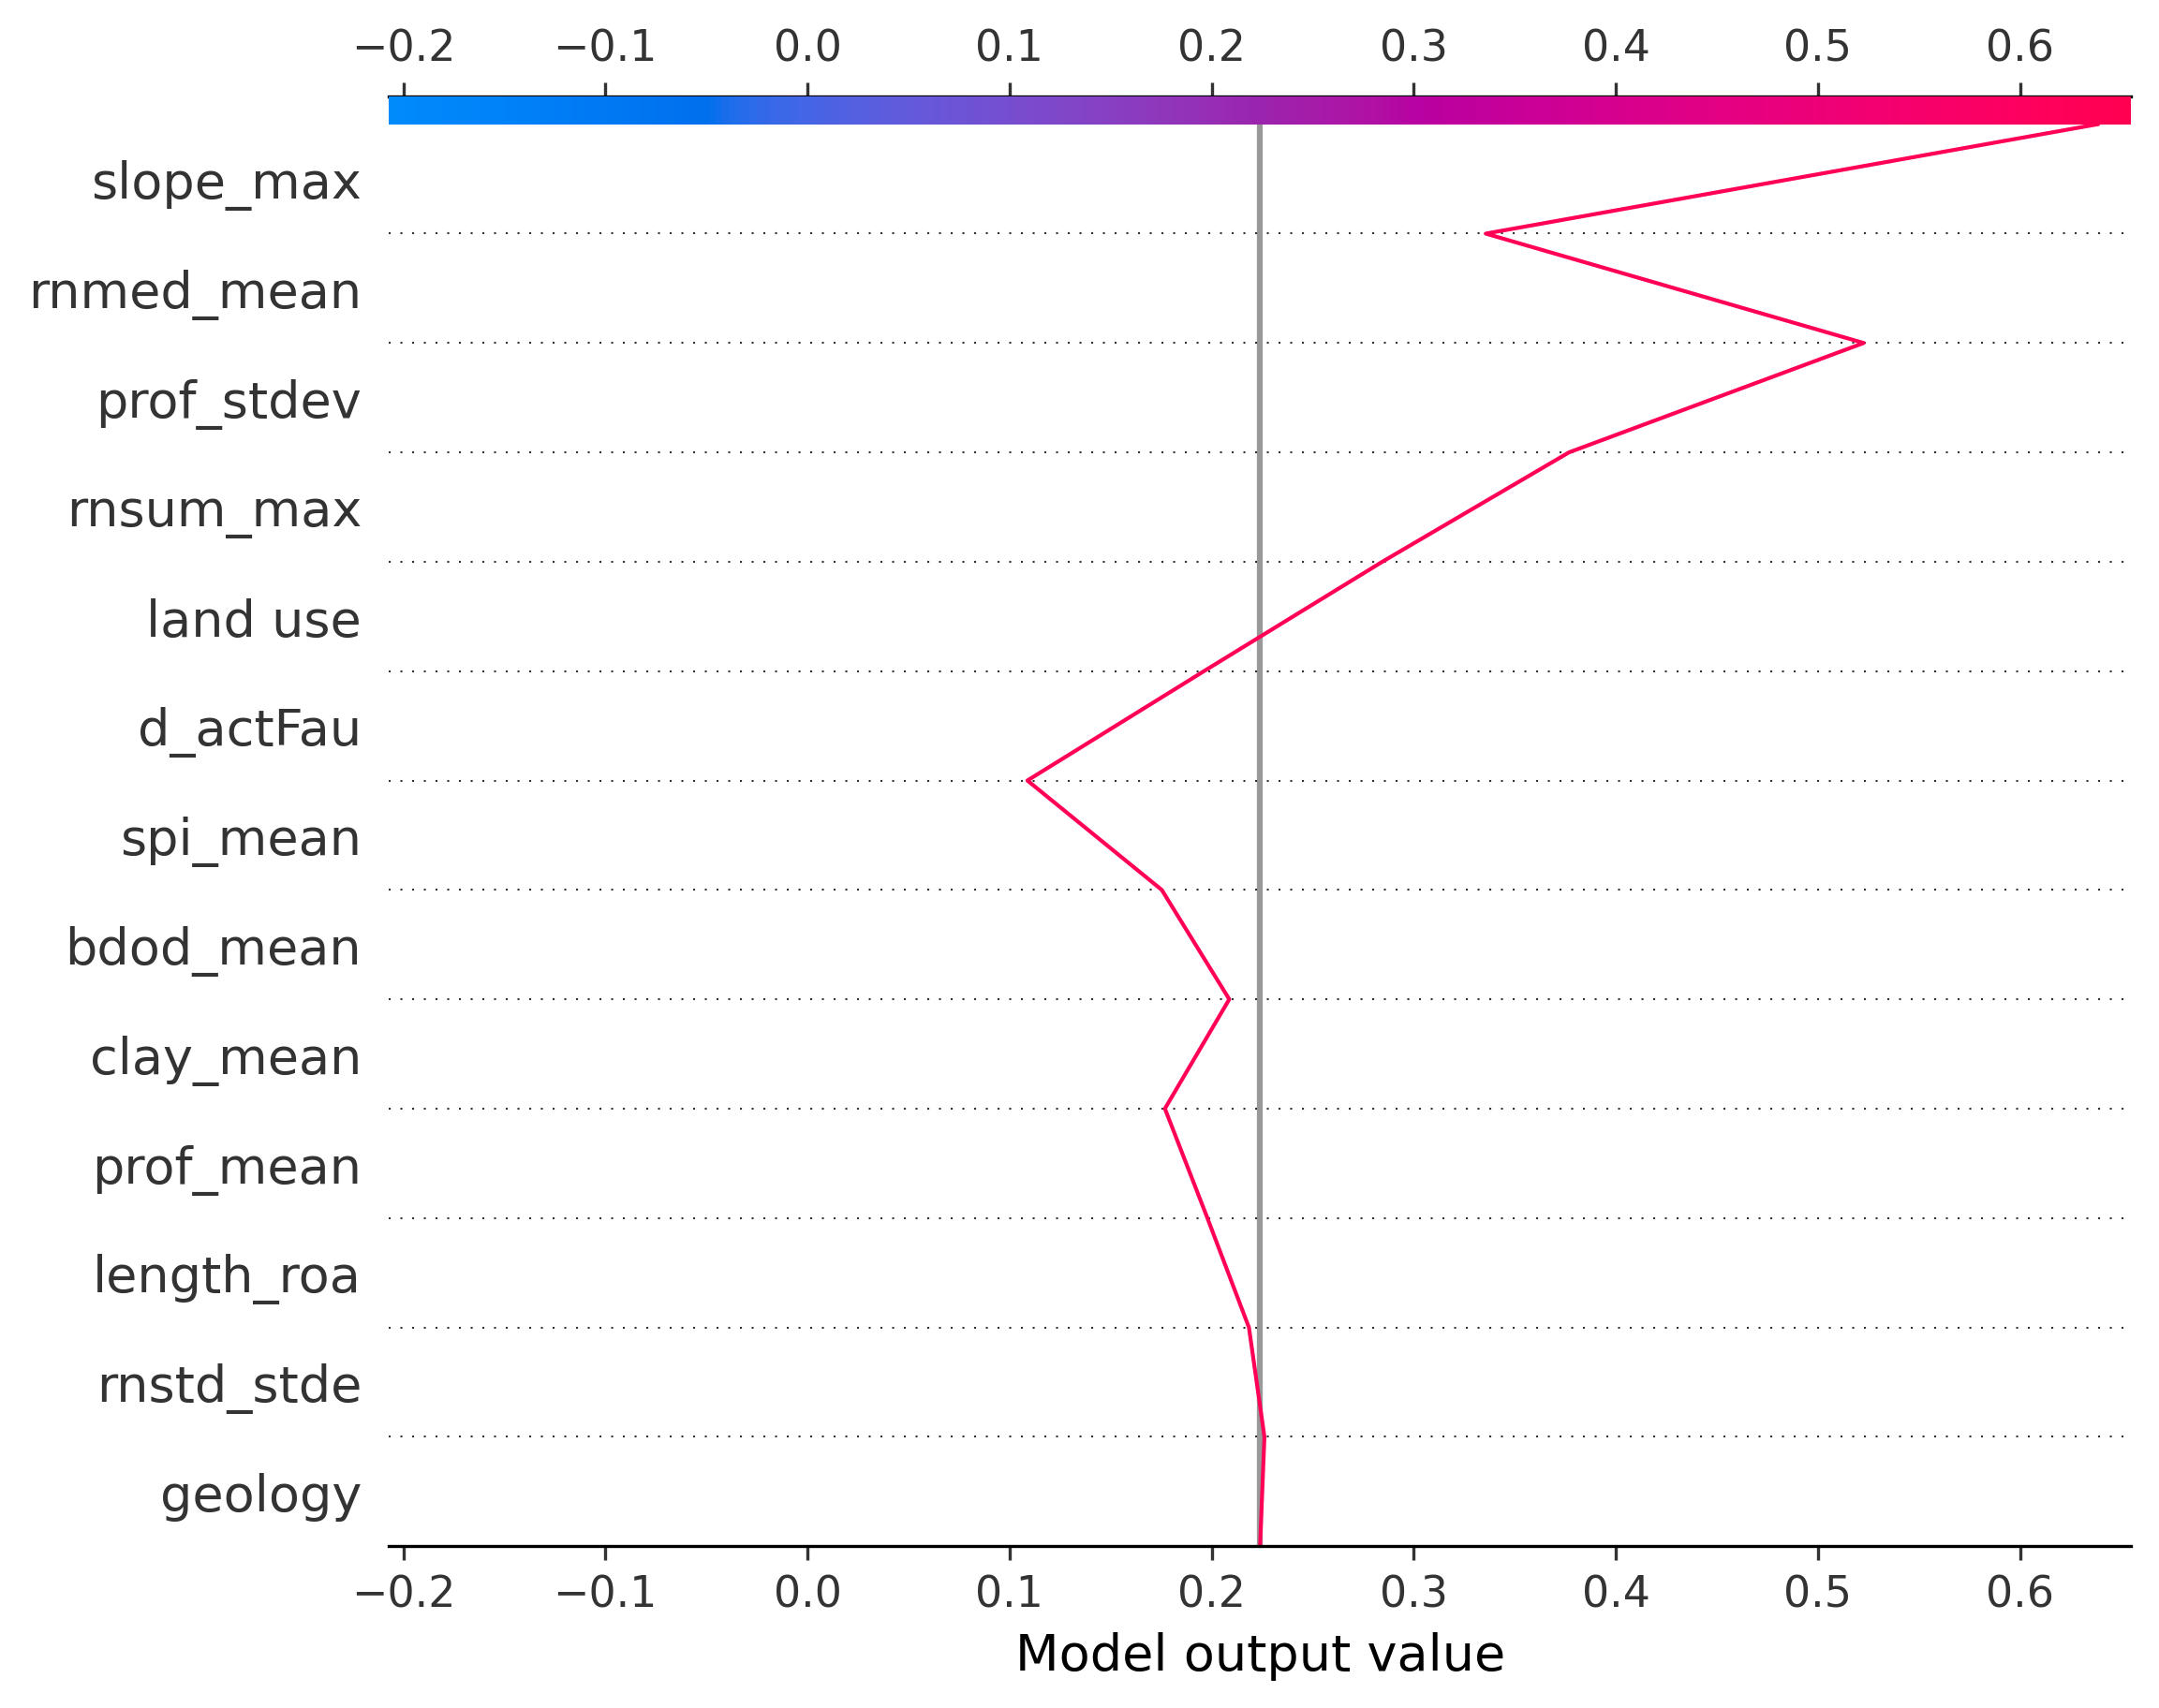 −0.2 −0.1 0.0 0.1 0.2 0.3 0.4 0.5 0.6
slope_max
rnmed_mean
prof_stdev
rnsum_max
land use
d_actFau
spi_mean
bdod_mean
clay_mean
prof_mean
length_roa
rnstd_stde
geology
−0.2 −0.1 0.0 0.1 0.2 0.3 0.4 0.5 0.6
Model output value